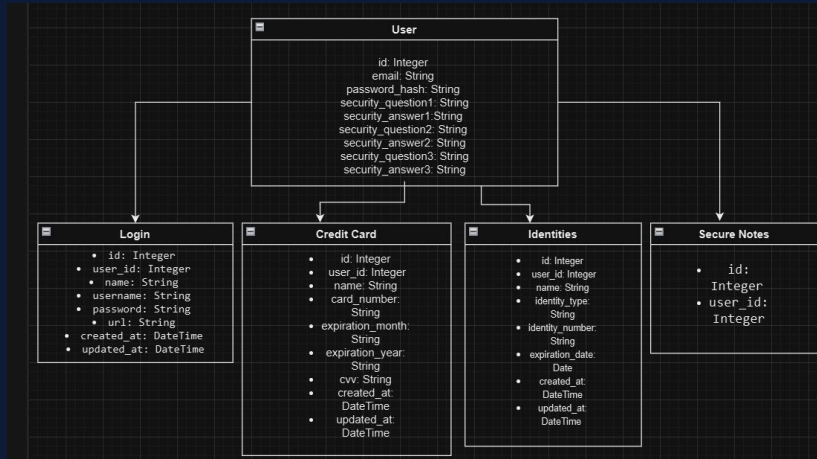 User
id: Integer
email: String
password_hash: String
security_question1: String
security_answer1:String
security_question2: String
security_answer2: String
security_question3: String
security_answer3: String
Login
id: Integer
user_id: Integer
name: String
username: String
password: String
url: String
created_at: DateTime
updated_at: DateTime
Credit Card
id: Integer
user_id: Integer
name: String
card_number:
String
expiration_month:
String
expiration_year:
String
cvv: String
created_at:
DateTime
updated_at:
DateTime
Identities
id: Integer
user_id: Integer
name: String
identity_type:
String
identity_number:
String
expiration_date:
Date
created_at:
DateTime
updated_at:
DateTime
Secure Notes
id:
Integer
user_id:
Integer